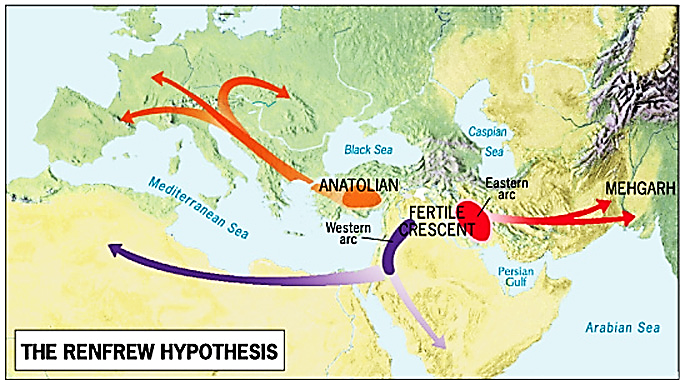 Black Sea
Caspian
Sea
ANATOLIAN
Eastern
arc
MEHGARH
Mediterranean Sea
FERTILE
CRESCENT
Western
arc
Persian
Gulf
Arabian Sea
THE RENFREW HYPOTHESIS